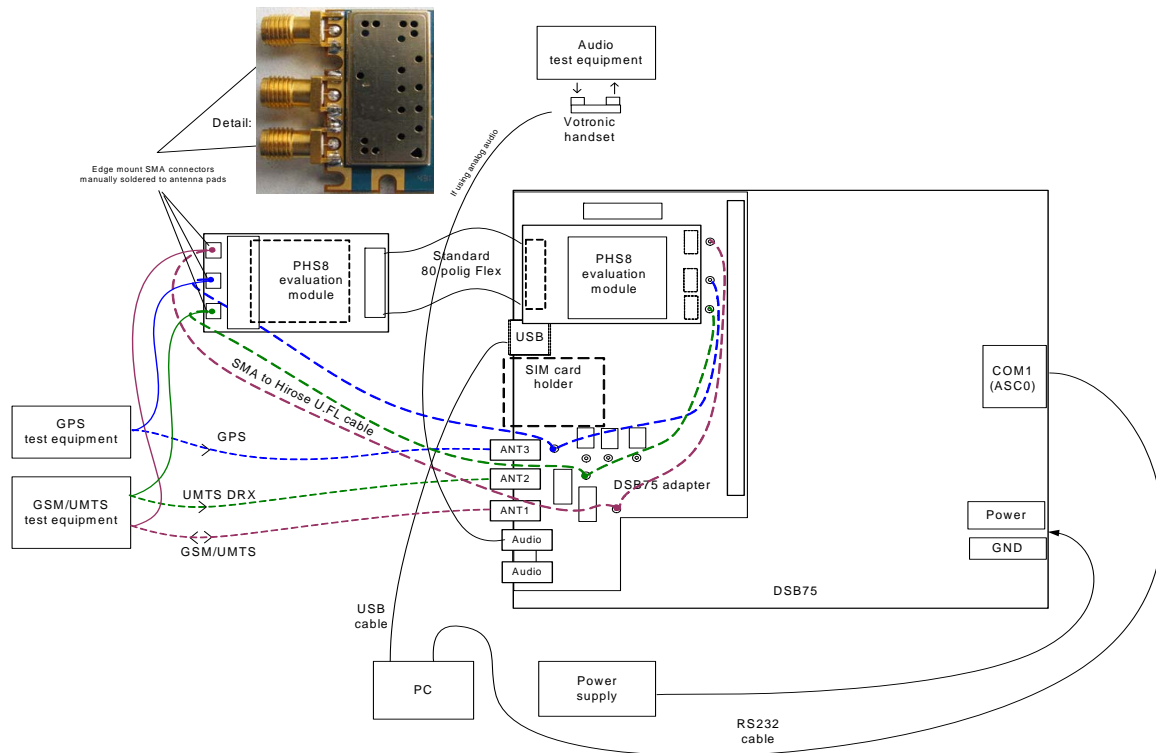 Audio
test equipment
Votronic
handset
Detail:
Edge mount SMA connectors
manually soldered to antenna pads
If using analog audio
PHS8
evaluation
module
Standard
80 polig Flex
PHS8
evaluation
module
USB
SIM card
holder
COM1
(ASC0)
SMA to Hirose U.FL cable
GPS
test equipment
GPS
ANT3
ANT2
ANT1
UMTS DRX
GSM/UMTS
test equipment
GSM/UMTS
DSB75 adapter
Audio
Audio
Power
GND
DSB75
USB
cable
PC
Power
supply
RS232
cable